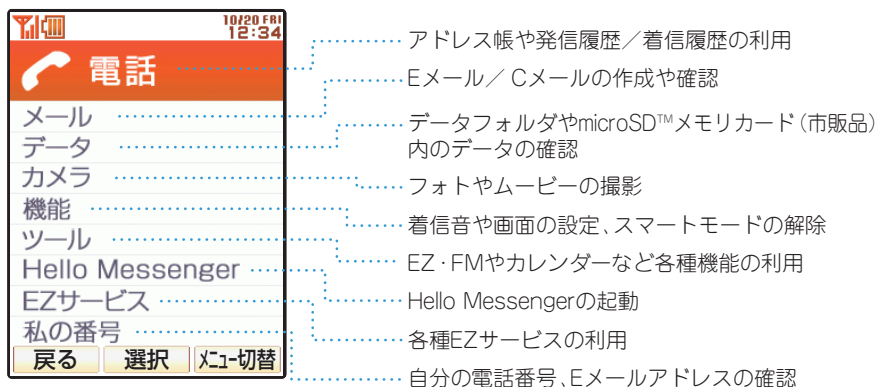 10/20 FRI
12:34
電話
メール
データ
カメラ
機能
ツール
Hello Messenger
EZサービス
私の番号
戻る 選択 ﾒﾆｭｰ切替
アドレス帳や発信履歴／着信履歴の利用
Eメール／Cメールの作成や確認
データフォルダやmicroSD™メモリカード（市販品）
内のデータの確認
フォトやムービーの撮影
着信音や画面の設定、スマートモードの解除
EZ・FMやカレンダーなど各種機能の利用
Hello Messengerの起動
各種EZサービスの利用
自分の電話番号、Eメールアドレスの確認